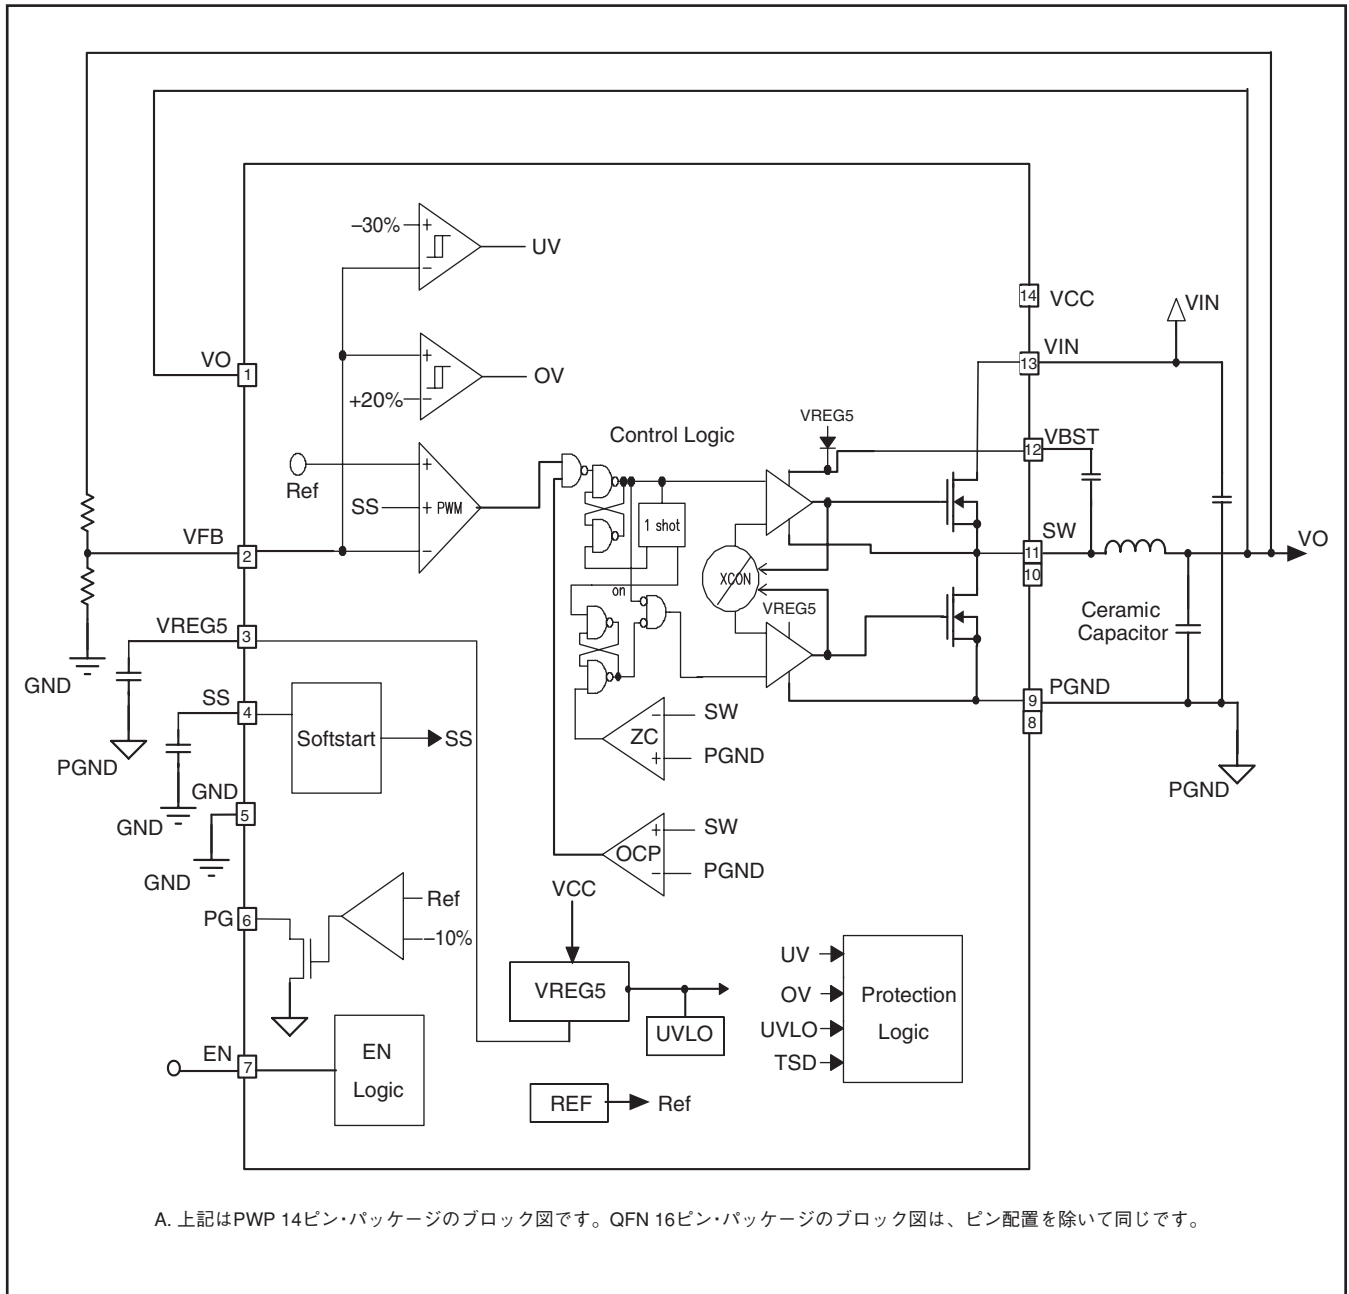 –30%
+
–
UV
+
+20%
–
OV
VO
1
Ref
SS
+
+
–
PWM
VFB
2
Control Logic
1 shot
on
XCON
VREG5
VREG5
14
VCC
VIN
VIN
13
VBST
12
SW
11
10
VO
Ceramic
Capacitor
PGND
9
8
PGND
VREG5
3
GND
SS
4
Softstart
SS
PGND
GND
GND
5
GND
–
SW
ZC
+
PGND
+
SW
OCP
–
PGND
PG
6
Ref
–10%
VCC
VREG5
UVLO
UV
OV
UVLO
TSD
Protection
Logic
EN
7
EN
Logic
REF
Ref
A. 上記はPWP 14ピン・パッケージのブロック図です。QFN 16ピン・パッケージのブロック図は、ピン配置を除いて同じです。